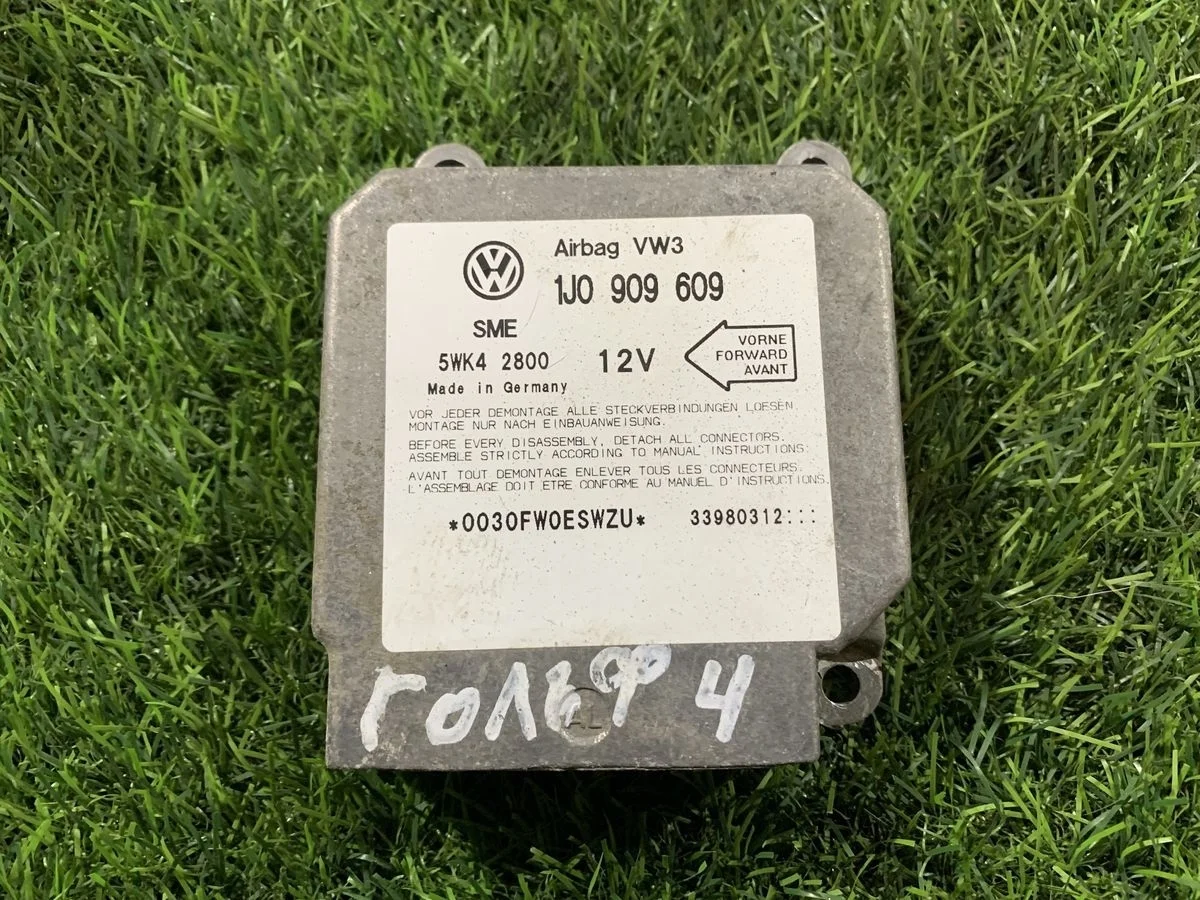 Airbag VW3
1J0 909 609
SME
5WK4 2800 12V
VORNE
FORWARD
AVANT
Made in Germany
VOR JEDER DEMONTAGE ALLE STECKVERBINDUNGEN LOESEN.
MONTAGE NUR NACH EINBAUANWEISUNG.
BEFORE EVERY DISASSEMBLY, DETACH ALL CONNECTORS.
ASSEMBLE STRICTLY ACCORDING TO MANUAL INSTRUCTIONS.
AVANT TOUT DEMONTAGE ENLEVER TOUS LES CONNECTEURS.
L'ASSEMBLAGE DOIT ETRE CONFORME AU MANUEL D'INSTRUCTIONS.
*0030FW0ESWZU* 33980312:::
гольф 4
AL